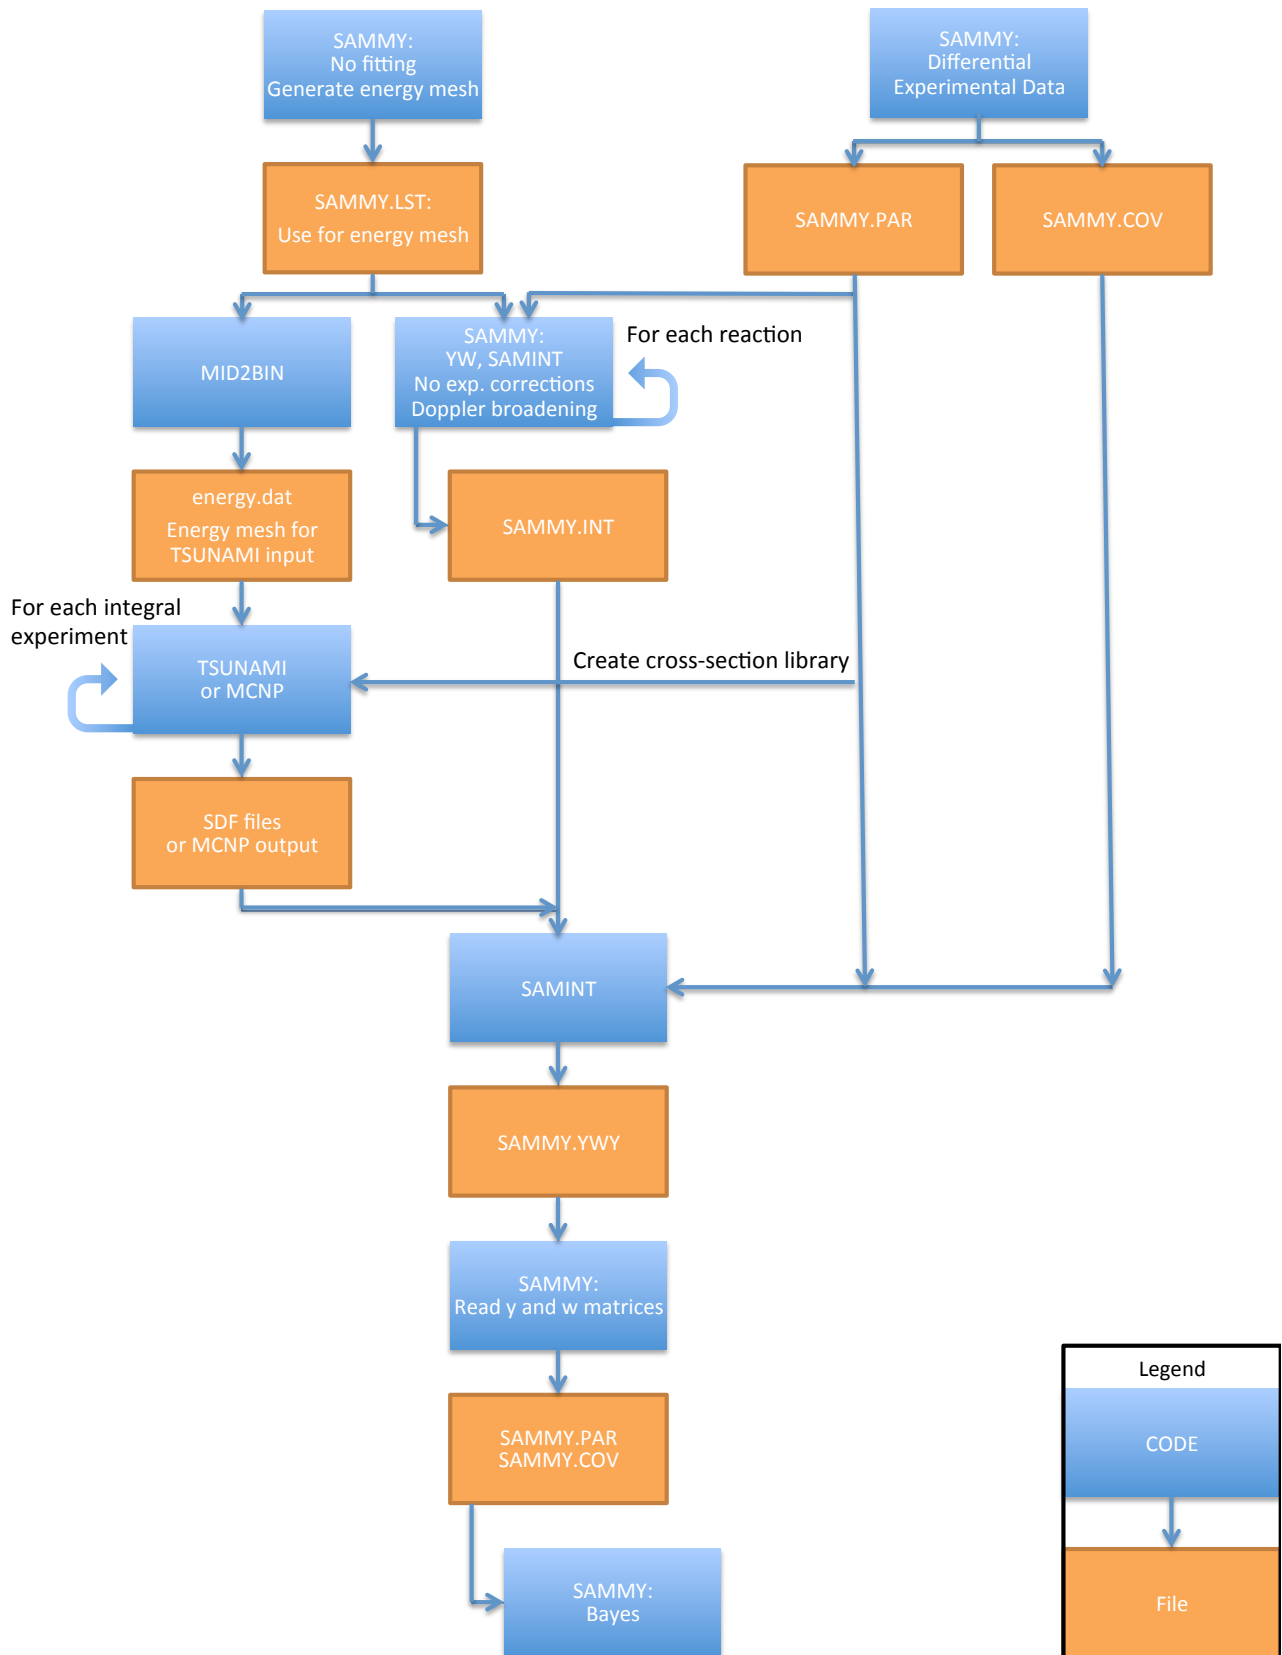 SAMMY:
No fitting
Generate energy mesh
SAMMY:
Differential
Experimental Data
SAMMY.LST:
Use for energy mesh
SAMMY.PAR
SAMMY.COV
MID2BIN
SAMMY:
YW, SAMINT
No exp. corrections
Doppler broadening
For each reaction
energy.dat
Energy mesh for
TSUNAMI input
SAMMY.INT
For each integral
experiment
TSUNAMI
or MCNP
Create cross-section library
SDF files
or MCNP output
SAMINT
SAMMY.YWY
SAMMY:
Read y and w matrices
SAMMY.PAR
SAMMY.COV
SAMMY:
Bayes
Legend
CODE
File